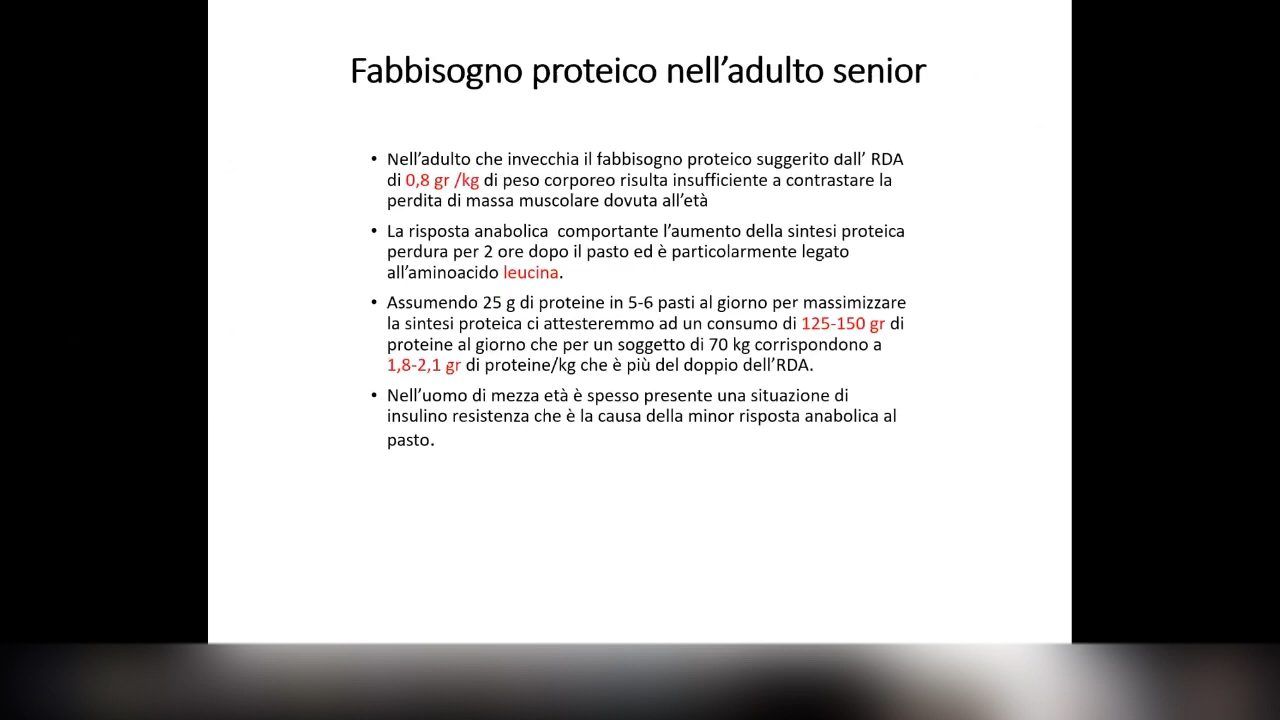 Fabbisogno proteico nell’adulto senior
• Nell’adulto che invecchia il fabbisogno proteico suggerito dall’ RDA
di 0,8 gr /kg di peso corporeo risulta insufficiente a contrastare la
perdita di massa muscolare dovuta all’età
• La risposta anabolica  comportante l’aumento della sintesi proteica
perdura per 2 ore dopo il pasto ed è particolarmente legato
all’aminoacido leucina.
• Assumendo 25 g di proteine in 5-6 pasti al giorno per massimizzare
la sintesi proteica ci attesteremmo ad un consumo di 125-150 gr di
proteine al giorno che per un soggetto di 70 kg corrispondono a
1,8-2,1 gr di proteine/kg che è più del doppio dell’RDA.
• Nell’uomo di mezza età è spesso presente una situazione di
insulino resistenza che è la causa della minor risposta anabolica al
pasto.